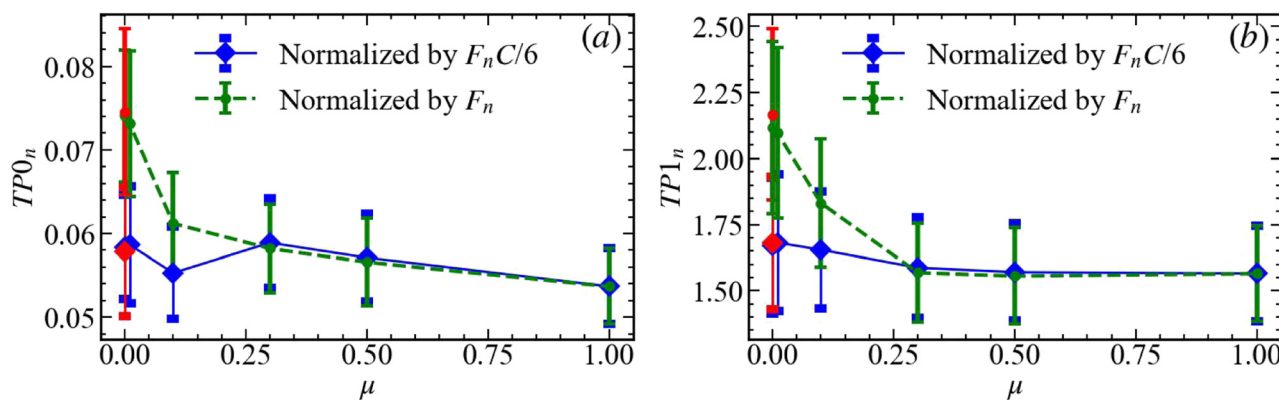 (a)
Normalized by FₙC/6
Normalized by Fₙ
TP0ₙ
0.08
0.07
0.06
0.05
0.00 0.25 0.50 0.75 1.00
μ
(b)
Normalized by FₙC/6
Normalized by Fₙ
TP1ₙ
2.50
2.25
2.00
1.75
1.50
0.00 0.25 0.50 0.75 1.00
μ